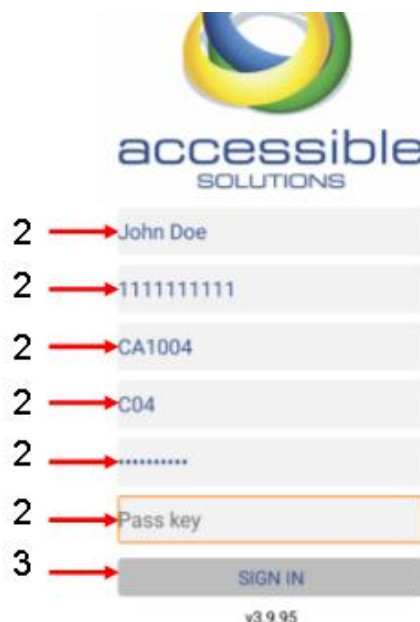 accessible
SOLUTIONS
2 John Doe
2 1111111111
2 CA1004
2 C04
2 ••••••••••
2 Pass key
3 SIGN IN
v3.9.95